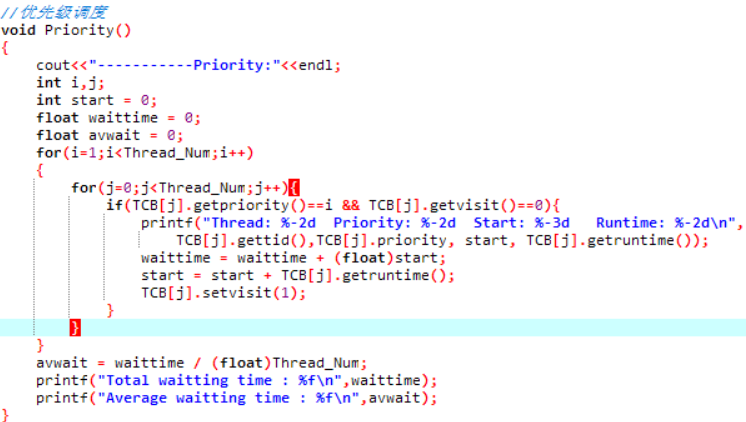 //优先级调度
void Priority()
{
    cout<<"-----------Priority:"<<endl;
    int i,j;
    int start = 0;
    float waittime = 0;
    float avwait = 0;
    for(i=1;i<Thread_Num;i++)
    {
        for(j=0;j<Thread_Num;j++){
            if(TCB[j].getpriority()==i && TCB[j].getvisit()==0){
                printf("Thread: %-2d  Priority: %-2d  Start: %-3d   Runtime: %-2d\n",
                    TCB[j].gettid(),TCB[j].priority, start, TCB[j].getruntime());
                waittime = waittime + (float)start;
                start = start + TCB[j].getruntime();
                TCB[j].setvisit(1);
            }
        }
    }
    avwait = waittime / (float)Thread_Num;
    printf("Total waitting time : %f\n",waittime);
    printf("Average waitting time : %f\n",avwait);
}